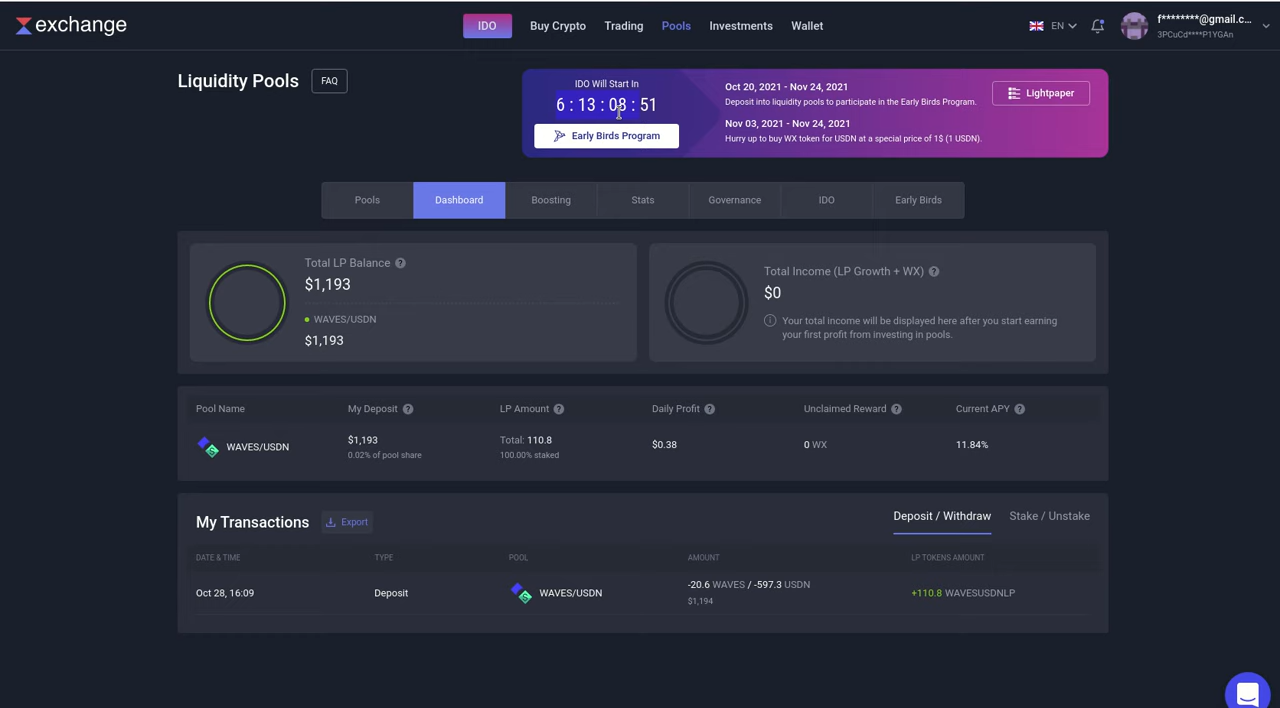 exchange
IDO
Buy Crypto
Trading
Pools
Investments
Wallet
EN
f********@gmail.c...
3PCuCd****P1YGAn
Liquidity Pools
FAQ
IDO Will Start In
6 : 13 : 08 : 51
Early Birds Program
Oct 20, 2021 - Nov 24, 2021
Deposit into liquidity pools to participate in the Early Birds Program.
Nov 03, 2021 - Nov 24, 2021
Hurry up to buy WX token for USDN at a special price of 1$ (1 USDN).
Lightpaper
Pools
Dashboard
Boosting
Stats
Governance
IDO
Early Birds
Total LP Balance ?
$1,193
WAVES/USDN
$1,193
Total Income (LP Growth + WX) ?
$0
Your total income will be displayed here after you start earning
your first profit from investing in pools.
Pool Name
My Deposit ?
LP Amount ?
Daily Profit ?
Unclaimed Reward ?
Current APY ?
WAVES/USDN
$1,193
0.02% of pool share
Total: 110.8
100.00% staked
$0.38
0 WX
11.84%
My Transactions
Export
Deposit / Withdraw
Stake / Unstake
DATE & TIME
TYPE
POOL
AMOUNT
LP TOKENS AMOUNT
Oct 28, 16:09
Deposit
WAVES/USDN
-20.6 WAVES / -597.3 USDN
$1,194
+110.8 WAVESUSDNLP